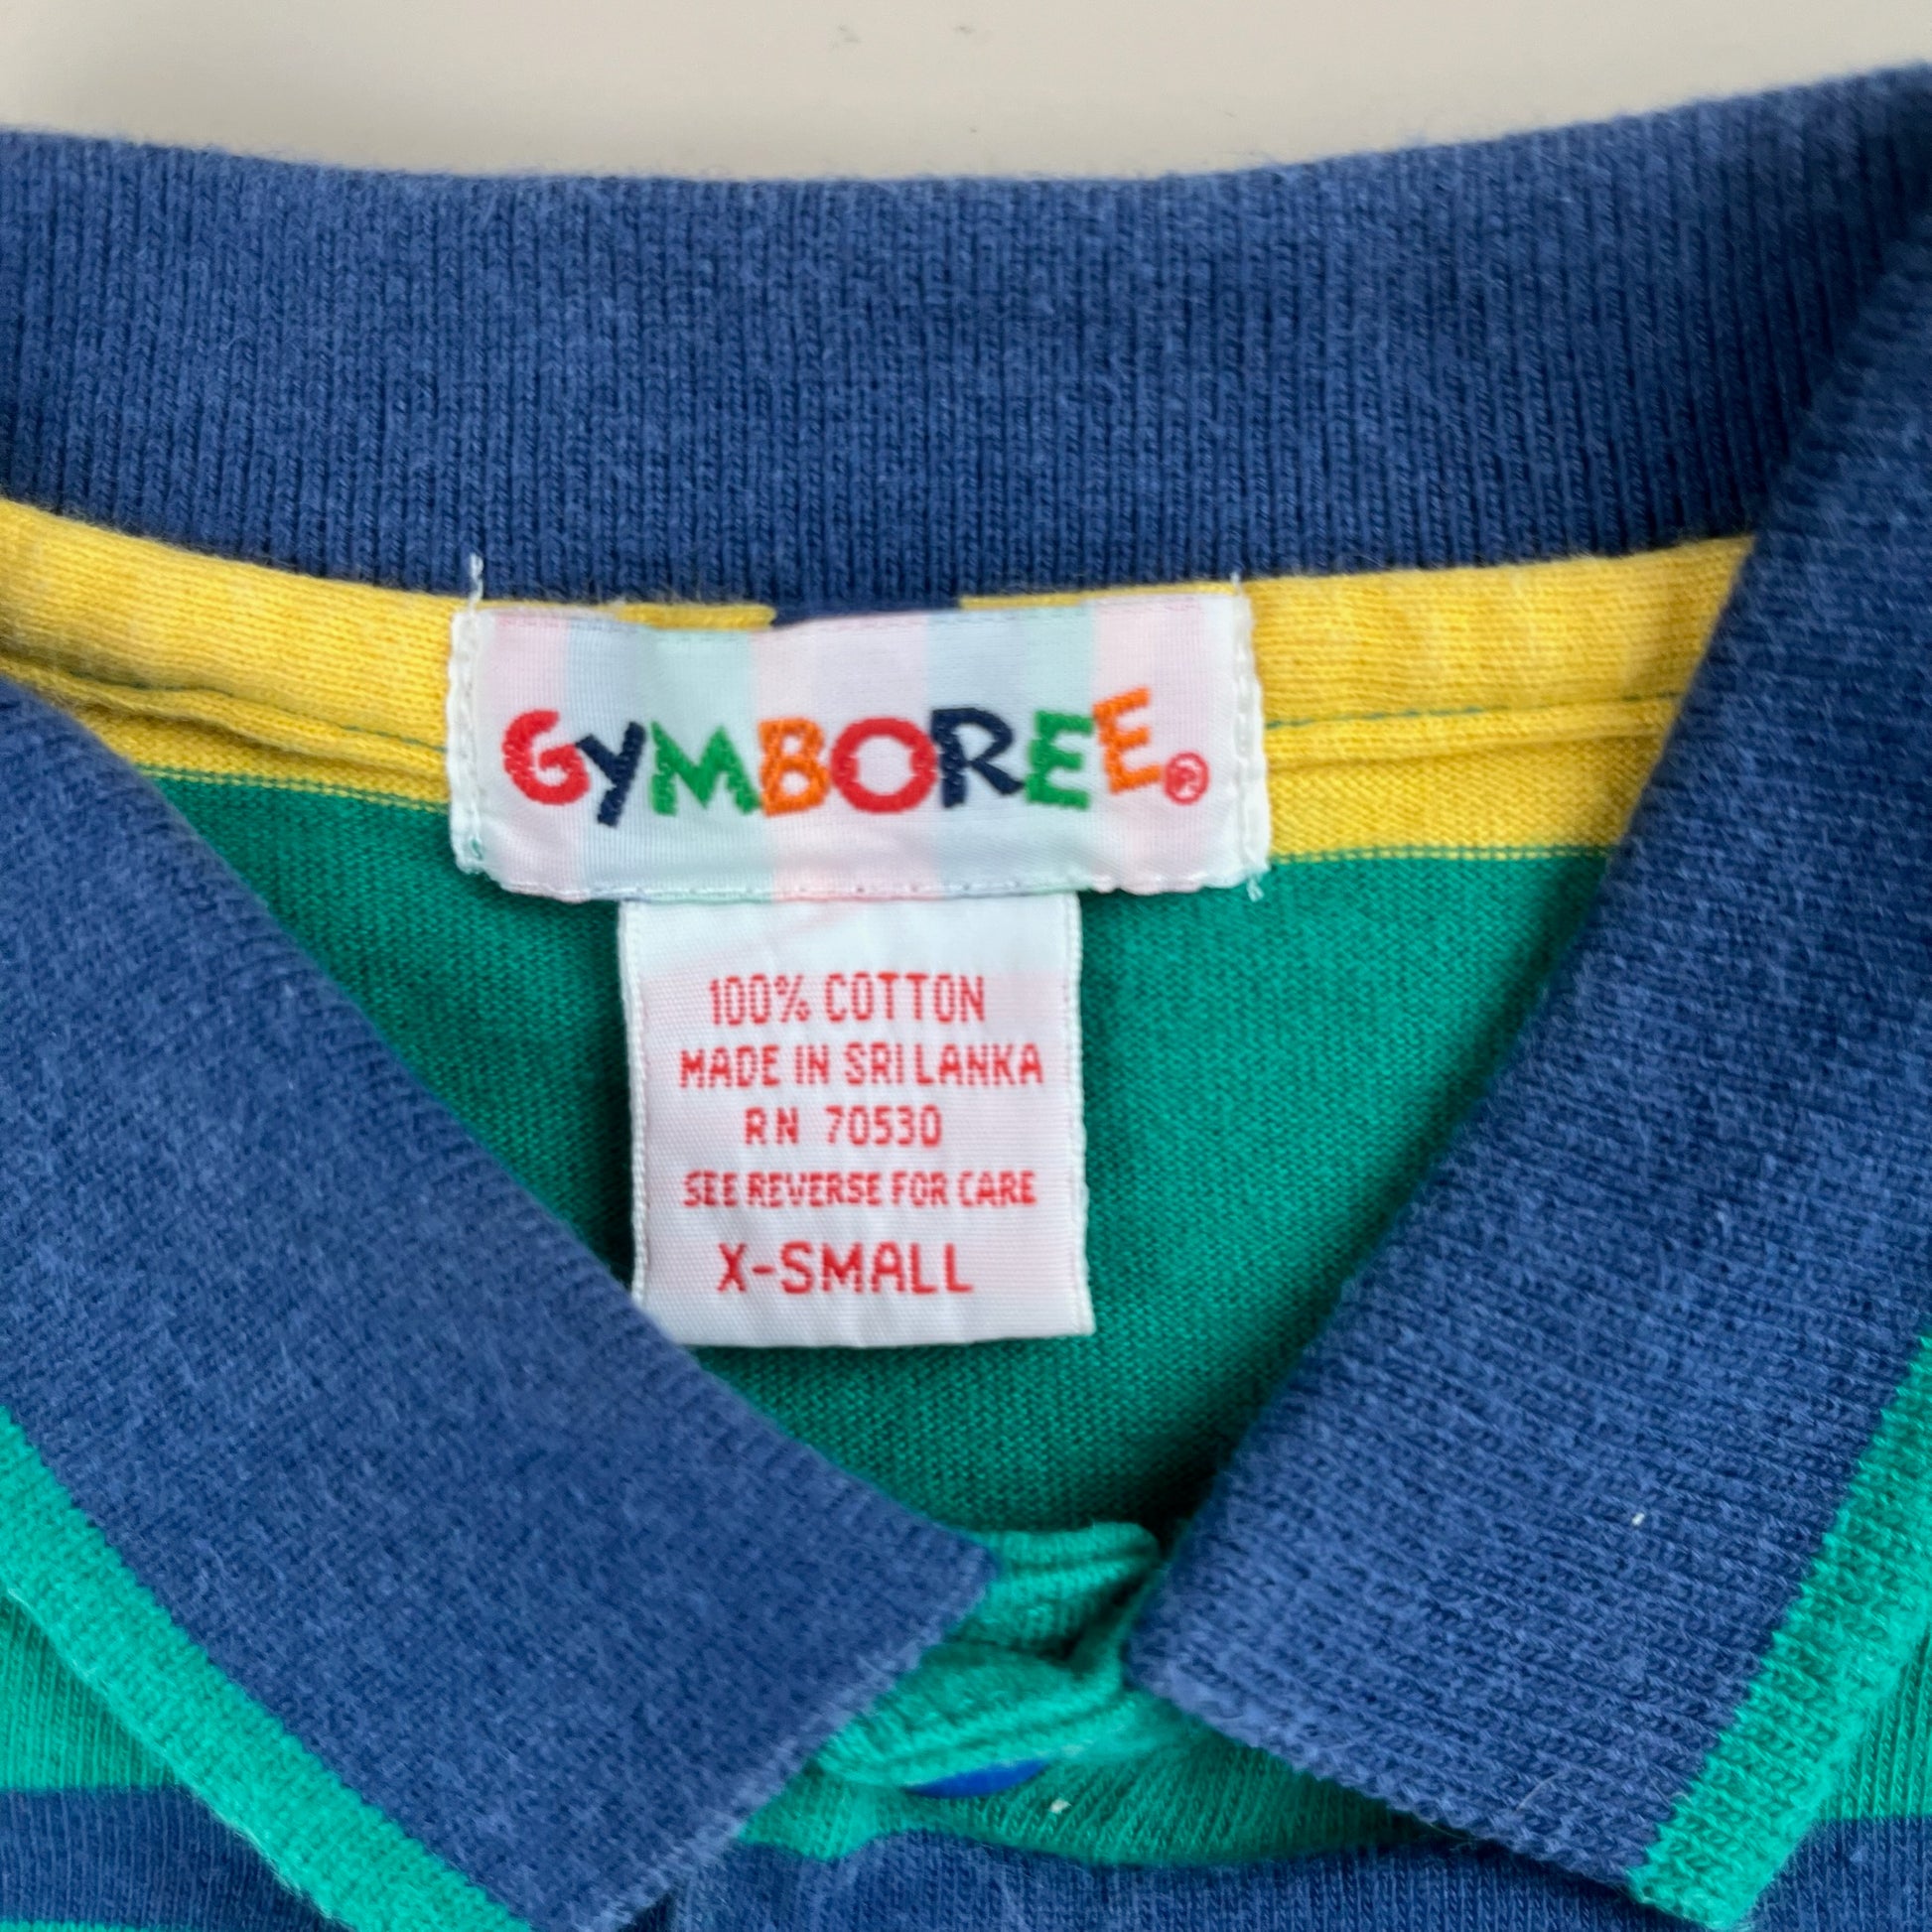 GYMBOREE®
100% COTTON
MADE IN SRI LANKA
RN 70530
SEE REVERSE FOR CARE
X-SMALL